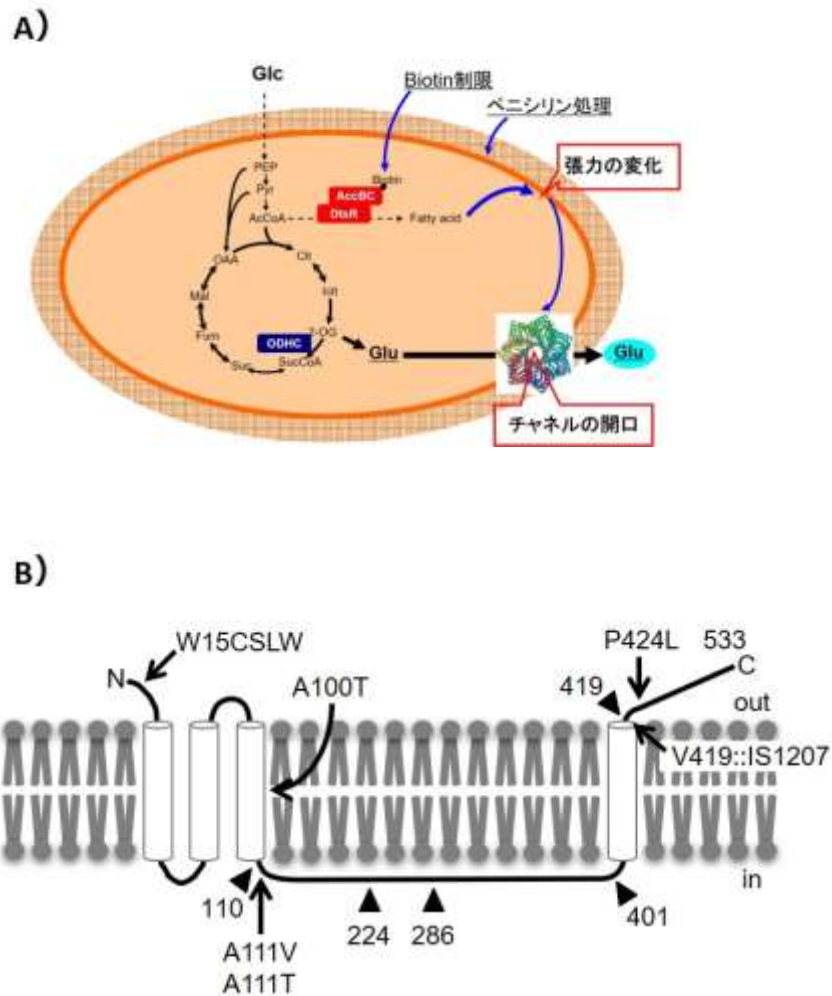 A)
Glc
Biotin制限
ペニシリン処理
張力の変化
PEP
Pyr
Biotin
AccBC
DtsR
AcCoA
Fatty acid
OAA
Cit
Mal
Icit
2-OG
Fum
ODHC
Glu
Glu
SucCoA
Suc
チャネルの開口
B)
W15CSLW
P424L
533
N
C
A100T
419
out
V419::IS1207
in
110
224
286
401
A111V
A111T